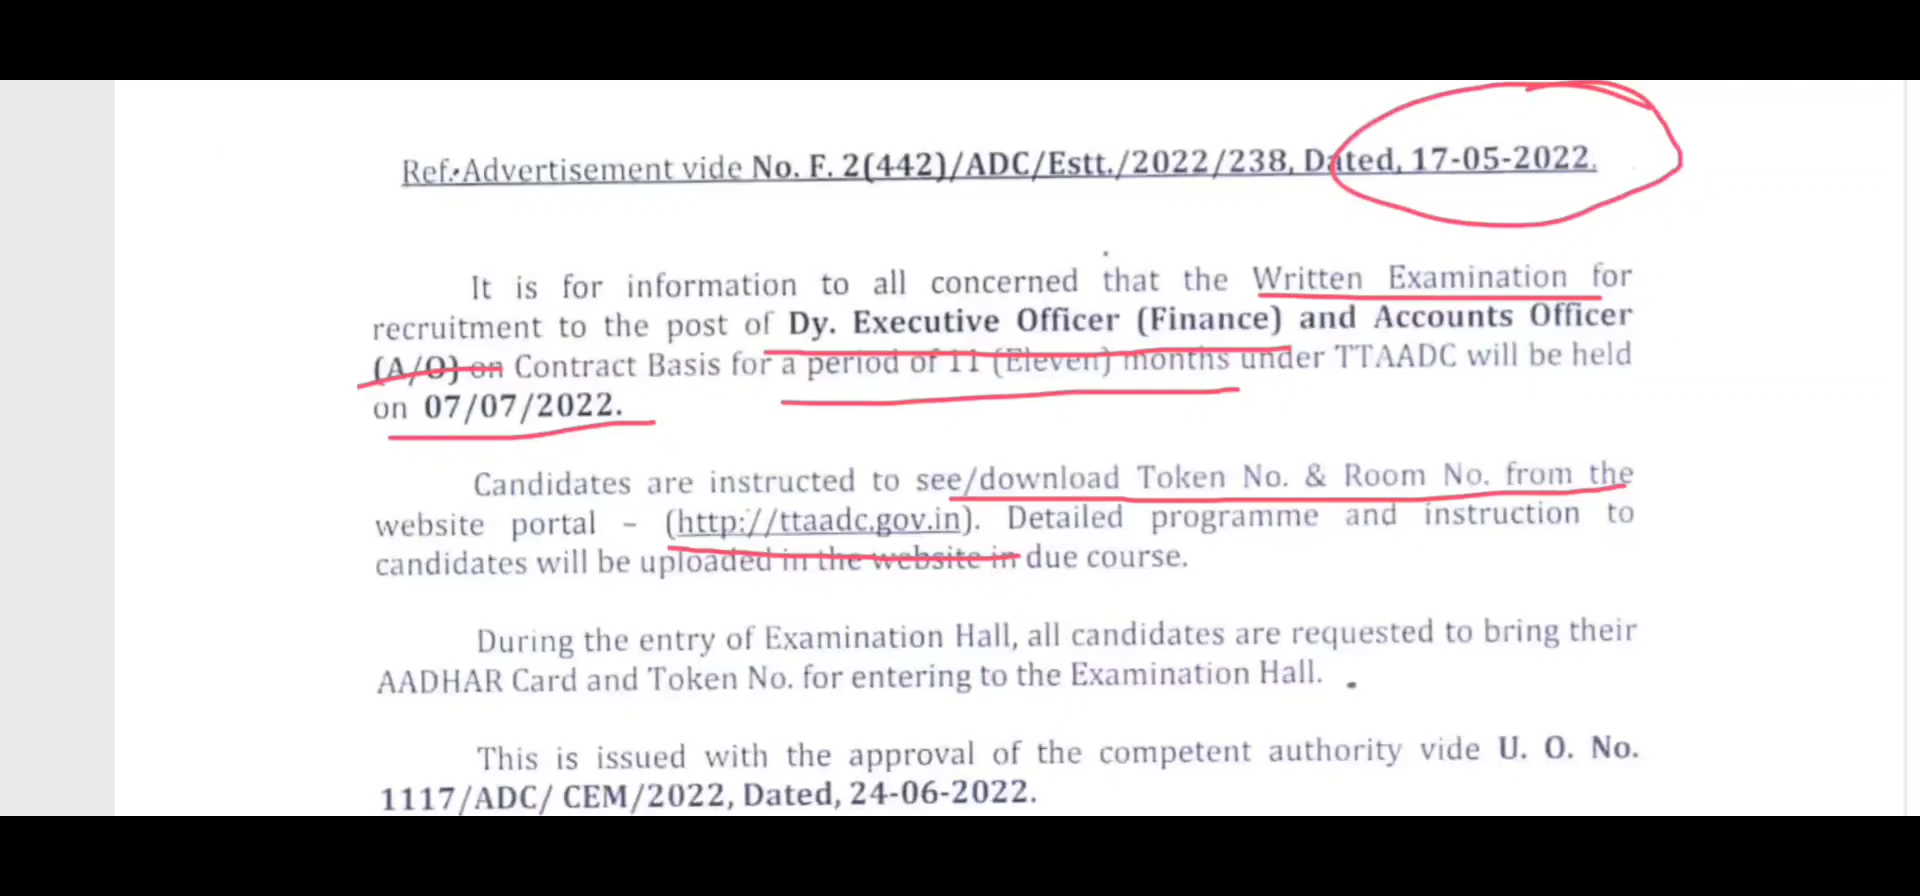 Ref:-Advertisement vide No. F. 2(442)/ADC/Estt./2022/238, Dated, 17-05-2022.
It is for information to all concerned that the Written Examination for
recruitment to the post of Dy. Executive Officer (Finance) and Accounts Officer
(A/O) on Contract Basis for a period of 11 (Eleven) months under TTAADC will be held
on 07/07/2022.
Candidates are instructed to see/download Token No. & Room No. from the
website portal – (http://ttaadc.gov.in). Detailed programme and instruction to
candidates will be uploaded in the website in due course.
During the entry of Examination Hall, all candidates are requested to bring their
AADHAR Card and Token No. for entering to the Examination Hall.
This is issued with the approval of the competent authority vide U. O. No.
1117/ADC/ CEM/2022, Dated, 24-06-2022.